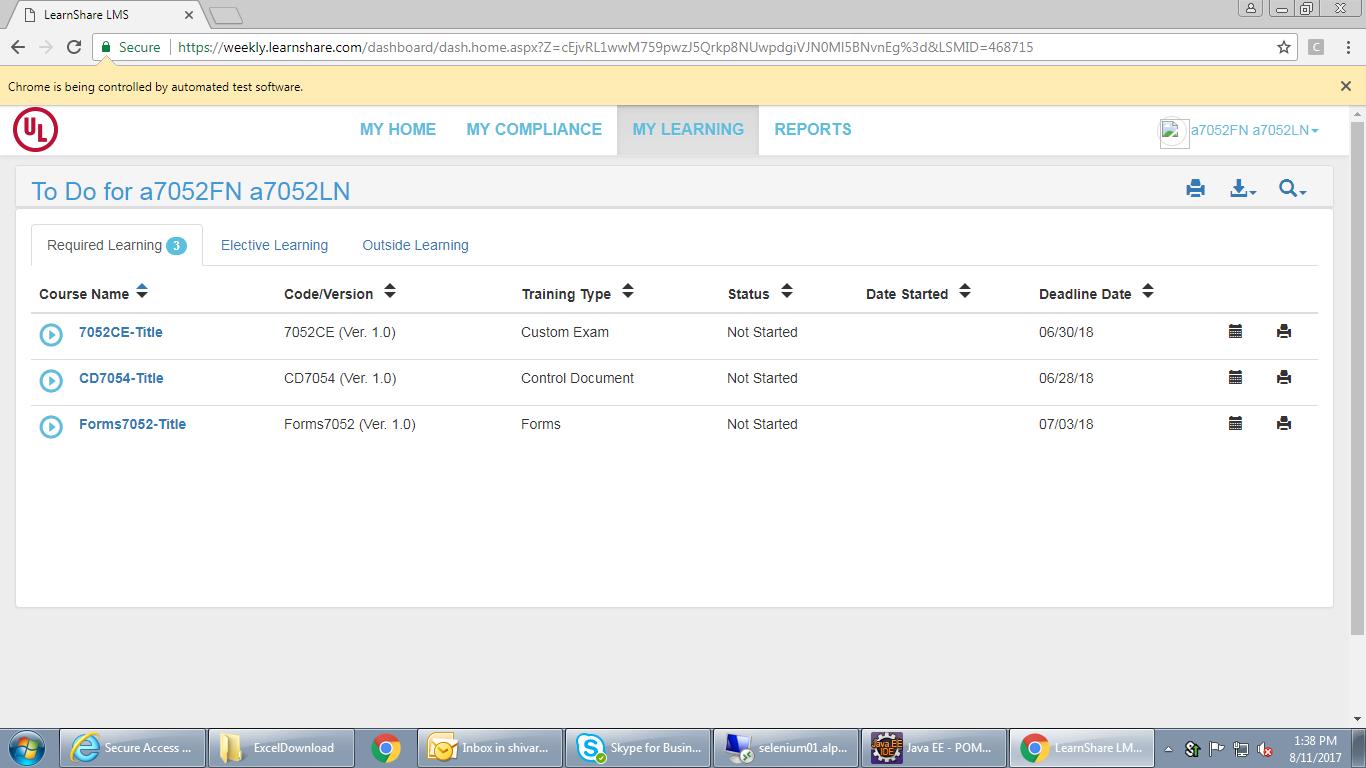 LearnShare LMS
Secure https://weekly.learnshare.com/dashboard/dash.home.aspx?Z=cEjvRL1wwM759pwzJ5Qrkp8NUwpdgiVJN0MI5BNvnEg%3d&LSMID=468715
C
Chrome is being controlled by automated test software.
UL
MY HOME MY COMPLIANCE MY LEARNING REPORTS a7052FN a7052LN
To Do for a7052FN a7052LN
Required Learning 3 Elective Learning Outside Learning
Course Name Code/Version Training Type Status Date Started Deadline Date
7052CE-Title 7052CE (Ver. 1.0) Custom Exam Not Started 06/30/18
CD7054-Title CD7054 (Ver. 1.0) Control Document Not Started 06/28/18
Forms7052-Title Forms7052 (Ver. 1.0) Forms Not Started 07/03/18
Secure Access ... ExcelDownload Inbox in shivar... Skype for Busin... selenium01.alp... Java EE IDE Java EE - POM... LearnShare LM... 1:38 PM
8/11/2017